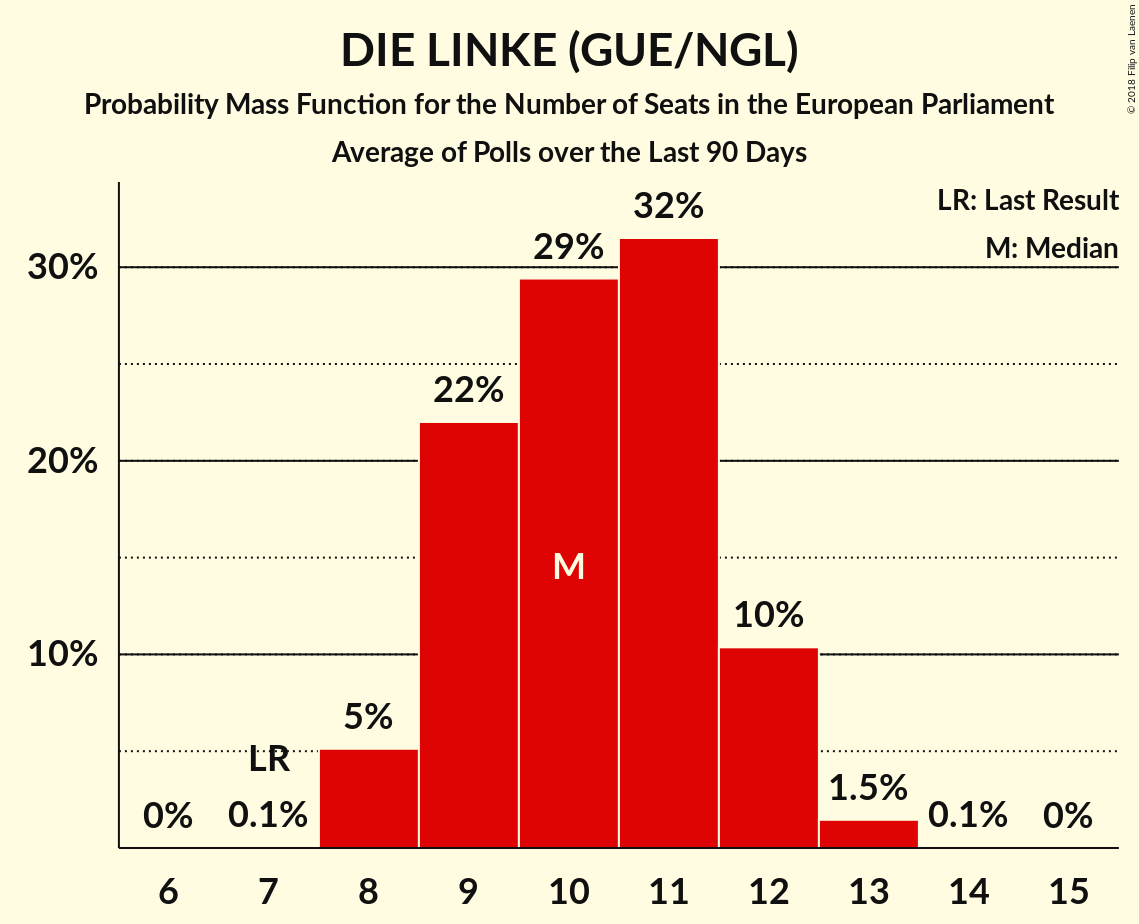 DIE LINKE (GUE/NGL)
Probability Mass Function for the Number of Seats in the European Parliament
Average of Polls over the Last 90 Days
© 2018 Filip van Laenen
LR: Last Result
M: Median
30%
20%
10%
0%
LR
0.1%
5%
22%
29%
M
32%
10%
1.5%
0.1%
0%
6 7 8 9 10 11 12 13 14 15